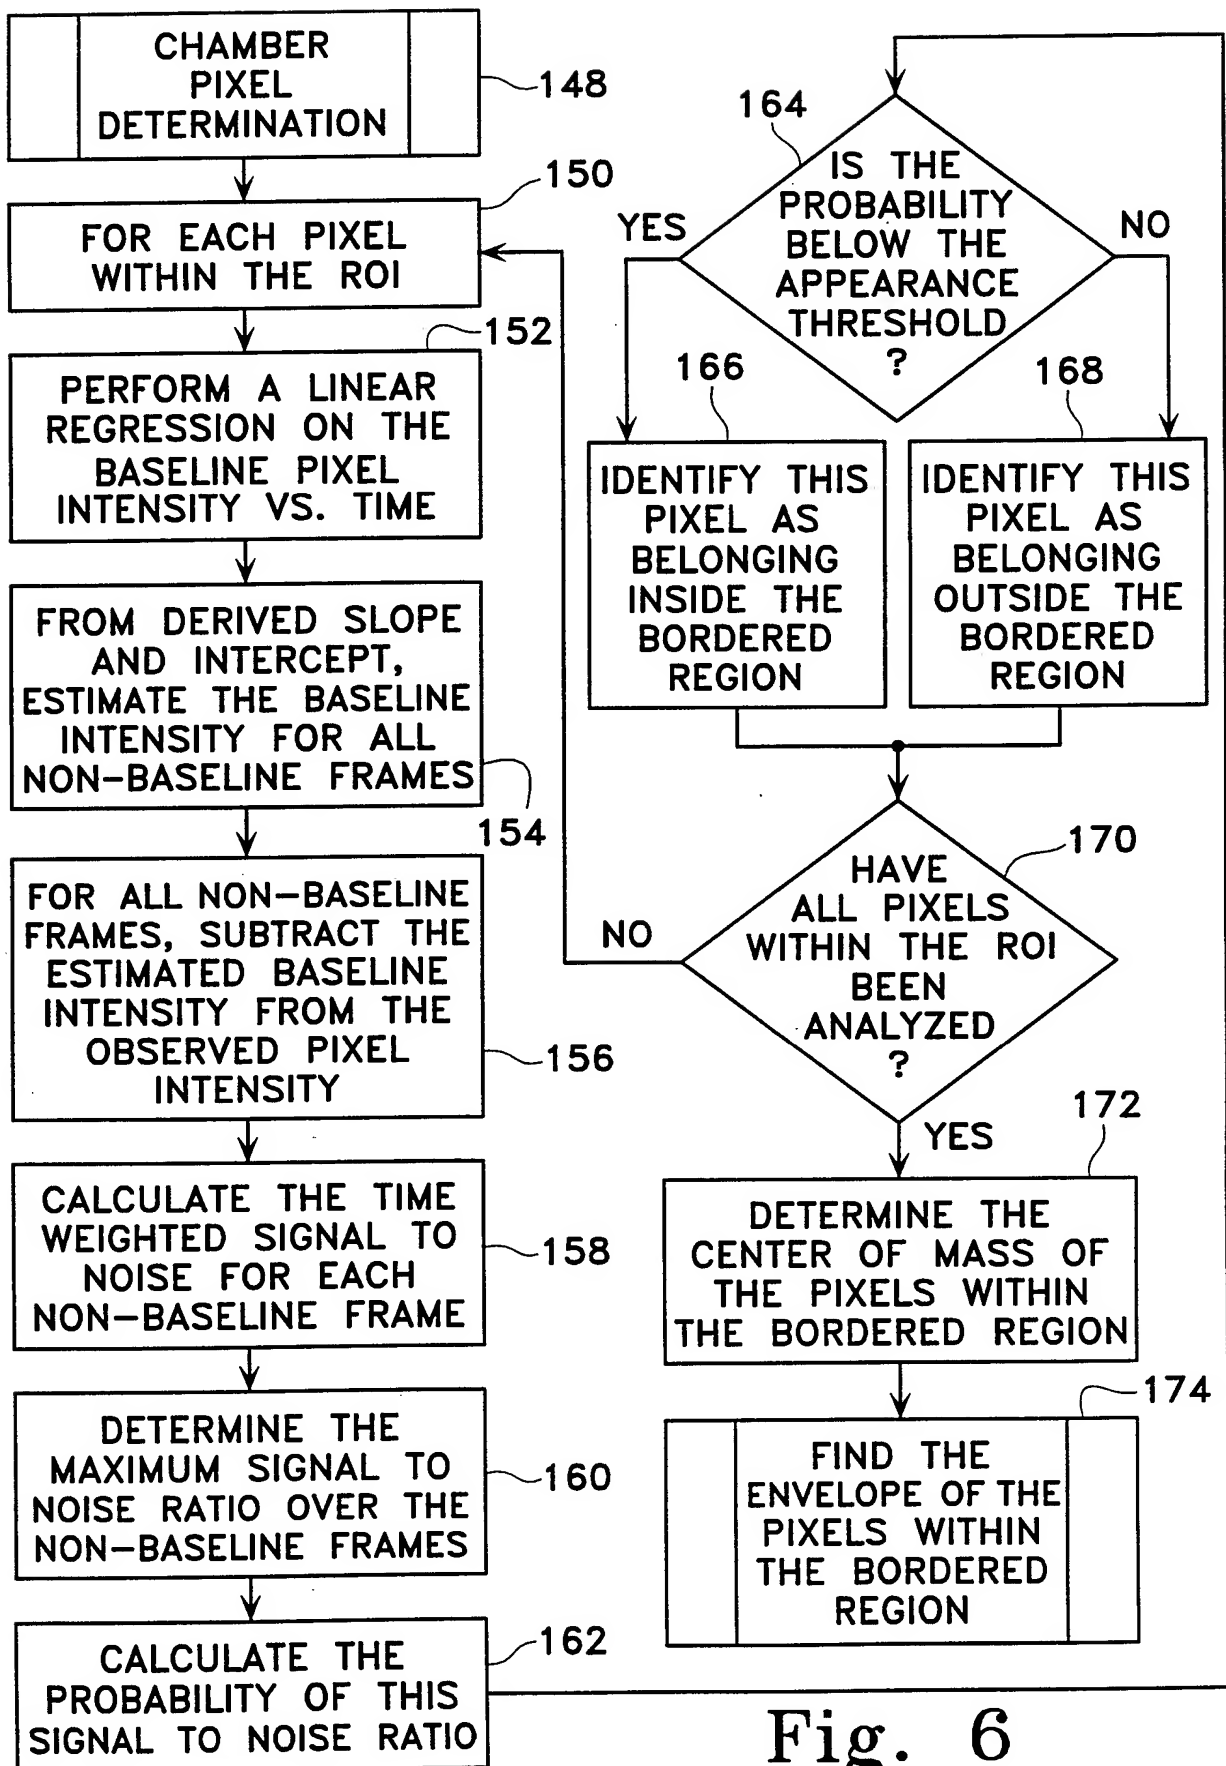 CHAMBER
PIXEL
DETERMINATION
148
150
FOR EACH PIXEL
WITHIN THE ROI
152
PERFORM A LINEAR
REGRESSION ON THE
BASELINE PIXEL
INTENSITY VS. TIME
FROM DERIVED SLOPE
AND INTERCEPT,
ESTIMATE THE BASELINE
INTENSITY FOR ALL
NON-BASELINE FRAMES
154
FOR ALL NON-BASELINE
FRAMES, SUBTRACT THE
ESTIMATED BASELINE
INTENSITY FROM THE
OBSERVED PIXEL
INTENSITY
156
CALCULATE THE TIME
WEIGHTED SIGNAL TO
NOISE FOR EACH
NON-BASELINE FRAME
158
DETERMINE THE
MAXIMUM SIGNAL TO
NOISE RATIO OVER THE
NON-BASELINE FRAMES
160
CALCULATE THE
PROBABILITY OF THIS
SIGNAL TO NOISE RATIO
162
164
IS THE
PROBABILITY
BELOW THE
APPEARANCE
THRESHOLD
?
YES
NO
166
IDENTIFY THIS
PIXEL AS
BELONGING
INSIDE THE
BORDERED
REGION
168
IDENTIFY THIS
PIXEL AS
BELONGING
OUTSIDE THE
BORDERED
REGION
170
HAVE
ALL PIXELS
WITHIN THE ROI
BEEN
ANALYZED
?
NO
YES
172
DETERMINE THE
CENTER OF MASS OF
THE PIXELS WITHIN
THE BORDERED REGION
174
FIND THE
ENVELOPE OF THE
PIXELS WITHIN
THE BORDERED
REGION
Fig. 6